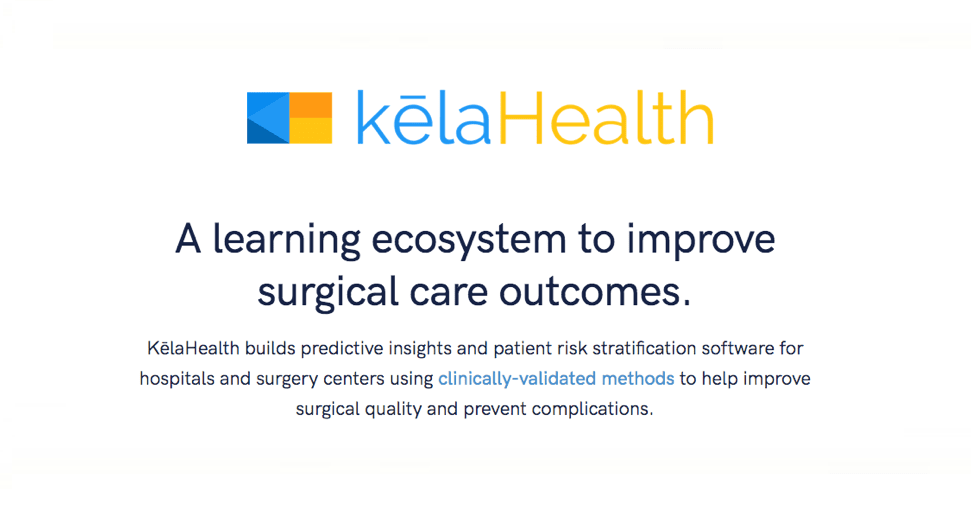 kēlaHealth
A learning ecosystem to improve
surgical care outcomes.
KēlaHealth builds predictive insights and patient risk stratification software for
hospitals and surgery centers using clinically-validated methods to help improve
surgical quality and prevent complications.